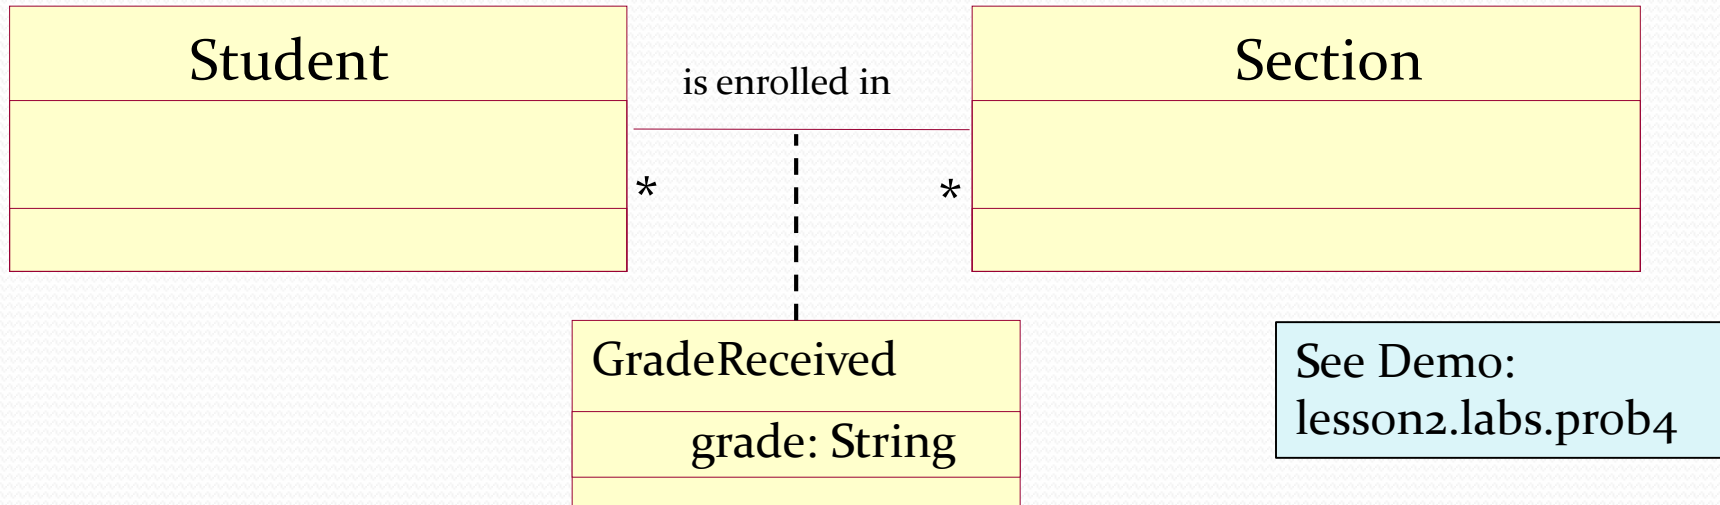 Student
is enrolled in
Section
*
*
GradeReceived
grade: String
See Demo:
lesson2.labs.prob4